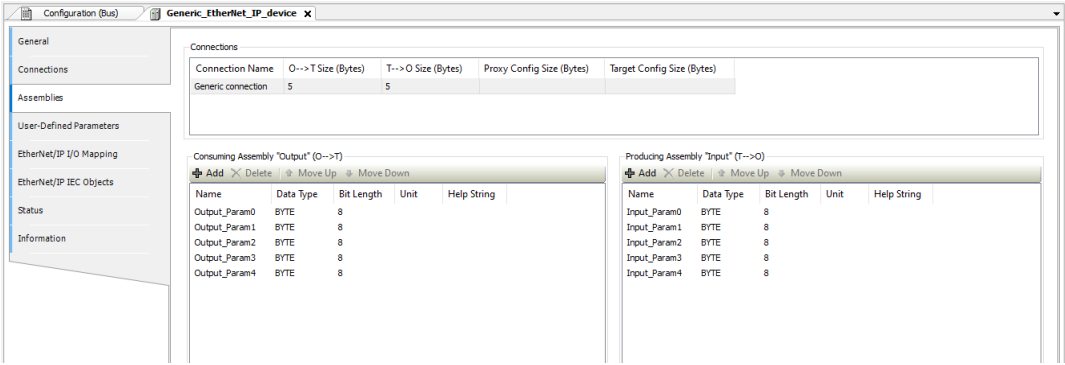 Configuration (Bus) Generic_EtherNet_IP_device X
General
Connections
Assemblies
User-Defined Parameters
EtherNet/IP I/O Mapping
EtherNet/IP IEC Objects
Status
Information
Connections
Connection Name O-->T Size (Bytes) T-->O Size (Bytes) Proxy Config Size (Bytes) Target Config Size (Bytes)
Generic connection 5 5
Consuming Assembly "Output" (O-->T)
Add Delete Move Up Move Down
Name Data Type Bit Length Unit Help String
Output_Param0 BYTE 8
Output_Param1 BYTE 8
Output_Param2 BYTE 8
Output_Param3 BYTE 8
Output_Param4 BYTE 8
Producing Assembly "Input" (T-->O)
Add Delete Move Up Move Down
Name Data Type Bit Length Unit Help String
Input_Param0 BYTE 8
Input_Param1 BYTE 8
Input_Param2 BYTE 8
Input_Param3 BYTE 8
Input_Param4 BYTE 8